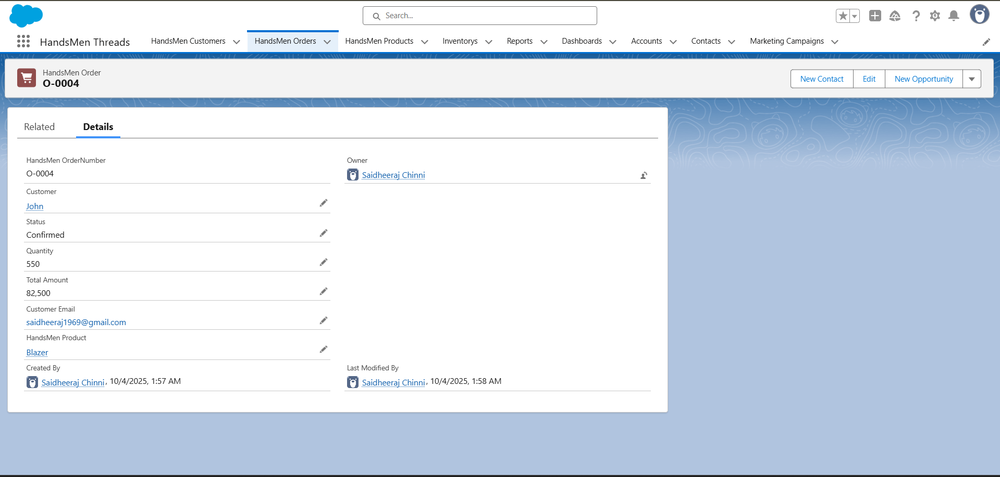 Search...
HandsMen Threads
HandsMen Customers
HandsMen Orders
HandsMen Products
Inventorys
Reports
Dashboards
Accounts
Contacts
Marketing Campaigns
HandsMen Order
O-0004
New Contact
Edit
New Opportunity
Related
Details
HandsMen OrderNumber
O-0004
Owner
Saidheeraj Chinni
Customer
John
Status
Confirmed
Quantity
550
Total Amount
82,500
Customer Email
saidheeraj1969@gmail.com
HandsMen Product
Blazer
Created By
Saidheeraj Chinni, 10/4/2025, 1:57 AM
Last Modified By
Saidheeraj Chinni, 10/4/2025, 1:58 AM